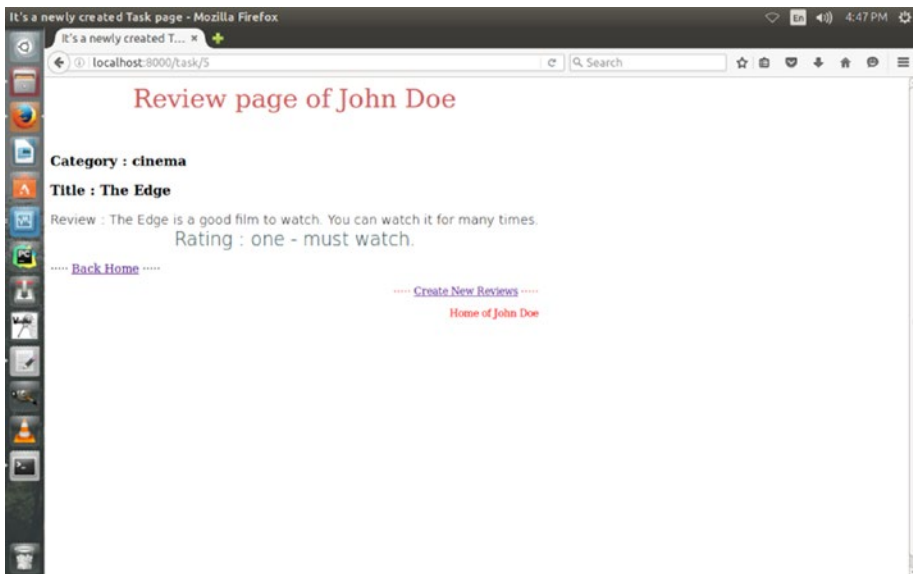 It's a newly created Task page - Mozilla Firefox
En
4:47 PM
It's a newly created T...
localhost:8000/task/5
Search
Review page of John Doe
Category : cinema
Title : The Edge
Review : The Edge is a good film to watch. You can watch it for many times.
Rating : one - must watch.
----- Back Home -----
----- Create New Reviews -----
Home of John Doe